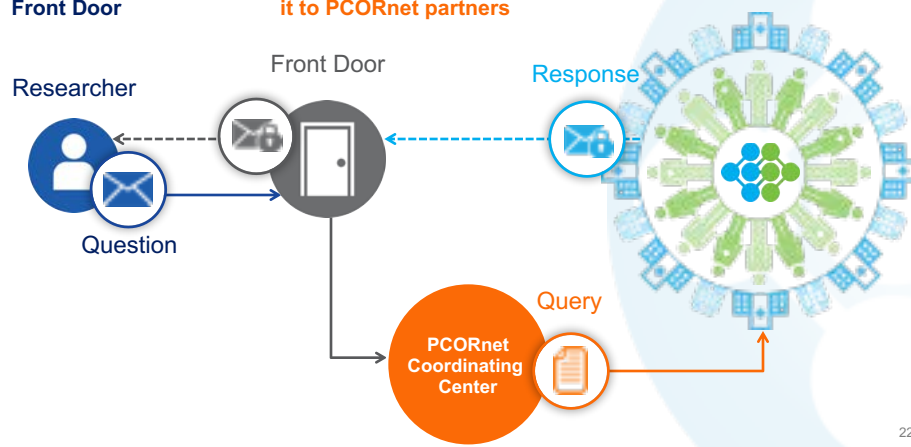 Front Door
it to PCORnet partners
Front Door
Response
Researcher
Question
Query
PCORnet
Coordinating
Center
22